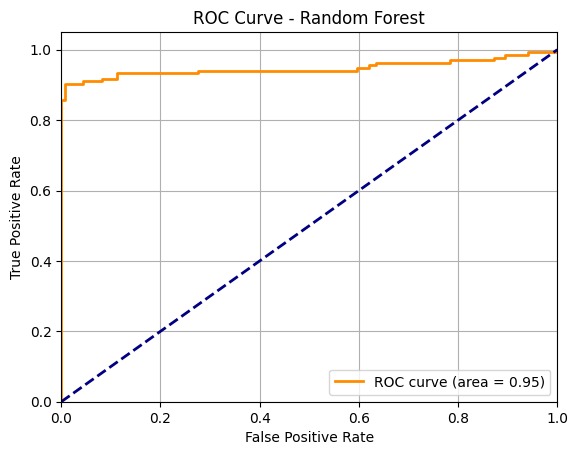 ROC Curve - Random Forest
1.0
0.8
0.6
0.4
0.2
0.0
True Positive Rate
ROC curve (area = 0.95)
0.0 0.2 0.4 0.6 0.8 1.0
False Positive Rate